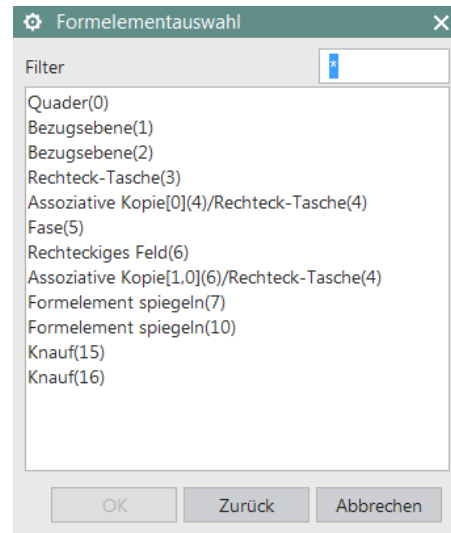 Formelementauswahl
Filter *
Quader(0)
Bezugsebene(1)
Bezugsebene(2)
Rechteck-Tasche(3)
Assoziative Kopie[0](4)/Rechteck-Tasche(4)
Fase(5)
Rechteckiges Feld(6)
Assoziative Kopie[1,0](6)/Rechteck-Tasche(4)
Formelement spiegeln(7)
Formelement spiegeln(10)
Knauf(15)
Knauf(16)
OK Zurück Abbrechen